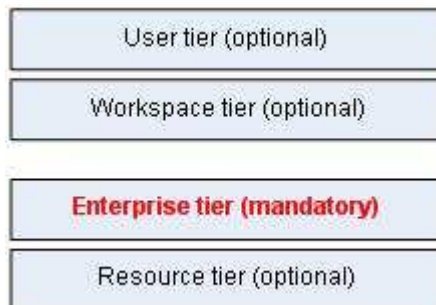 User tier (optional)
Workspace tier (optional)
Enterprise tier (mandatory)
Resource tier (optional)